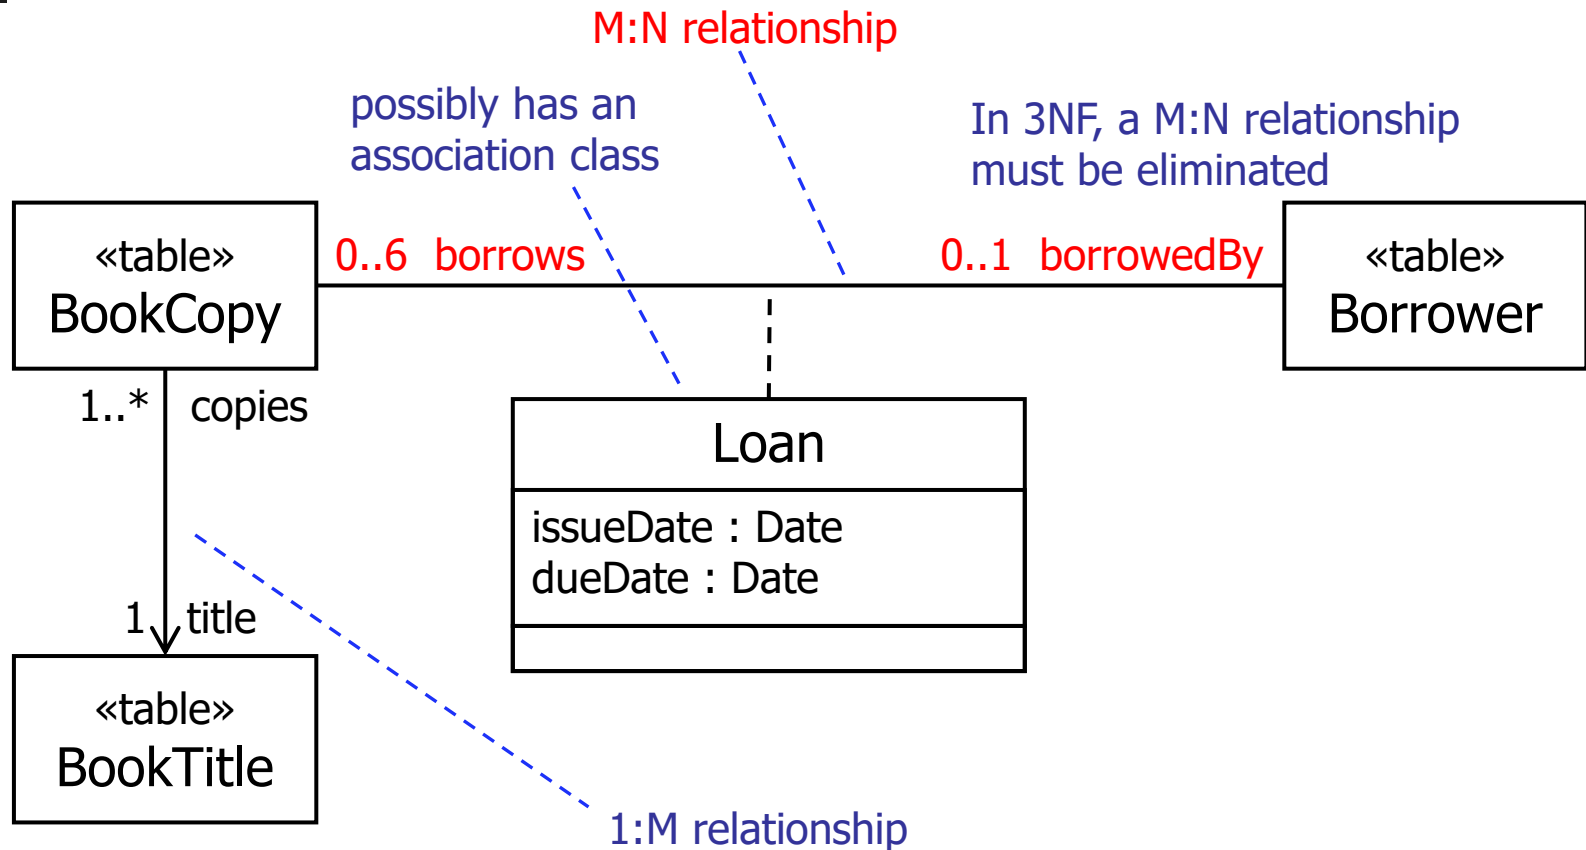 M:N relationship
possibly has an
association class
In 3NF, a M:N relationship
must be eliminated
«table»
BookCopy
0..6 borrows
0..1 borrowedBy
«table»
Borrower
1..* copies
Loan
issueDate : Date
dueDate : Date
1 title
«table»
BookTitle
1:M relationship